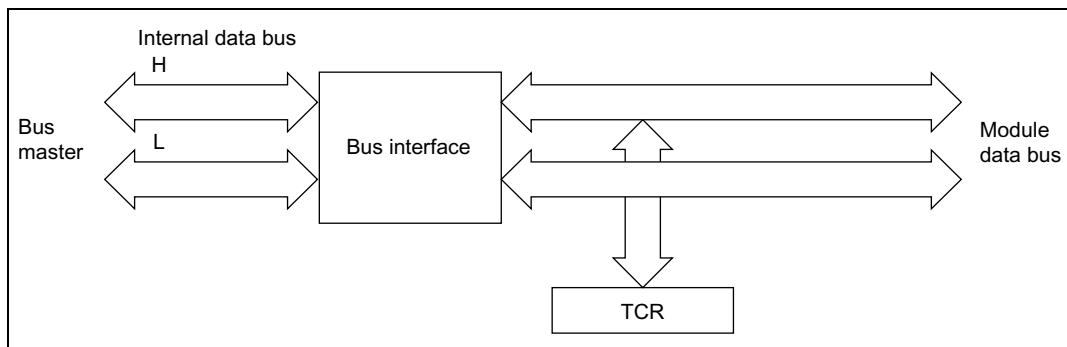 Internal data bus
H
Bus
master
L
Bus interface
Module
data bus
TCR